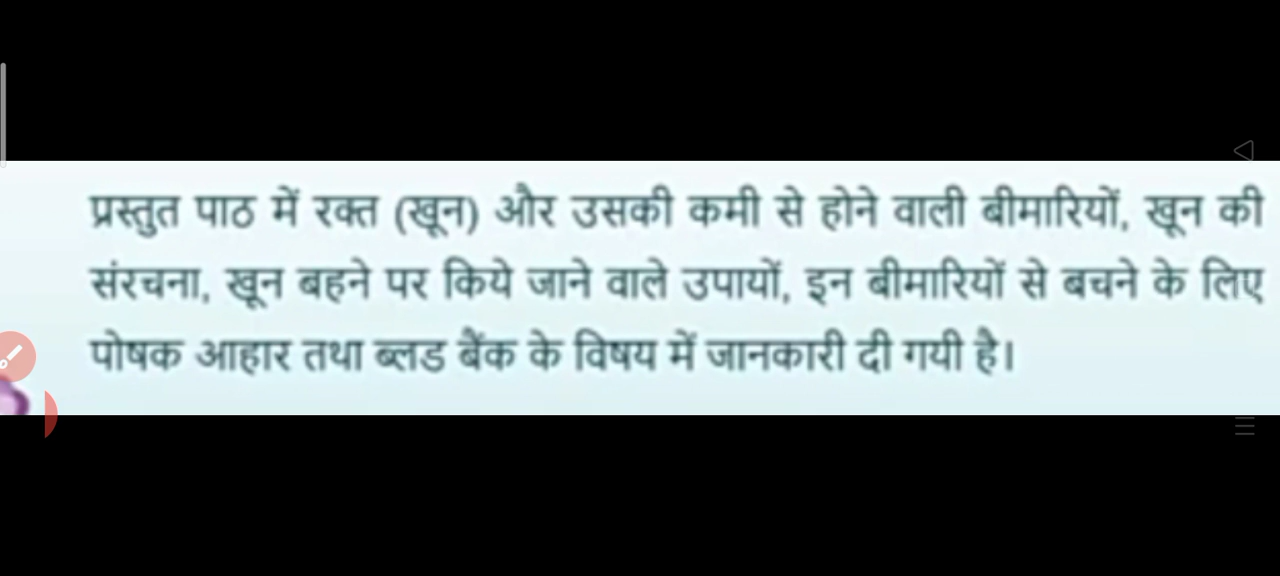 प्रस्तुत पाठ में रक्त (खून) और उसकी कमी से होने वाली बीमारियों, खून की
संरचना, खून बहने पर किये जाने वाले उपायों, इन बीमारियों से बचने के लिए
पोषक आहार तथा ब्लड बैंक के विषय में जानकारी दी गयी है।